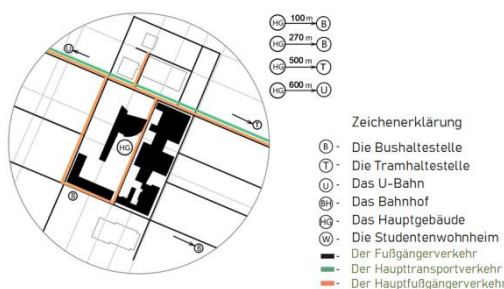 HG 100 m B
HG 270 m B
HG 500 m T
HG 600 m U
U
T
HG
B
B
Zeichenerklärung
B - Die Bushaltestelle
T - Die Tramhaltestelle
U - Das U-Bahn
BH - Das Bahnhof
HG - Das Hauptgebäude
W - Die Studentenwohnheim
- Der Fußgängerverkehr
- Der Haupttransportverkehr
- Der Hauptfußgängerverkehr